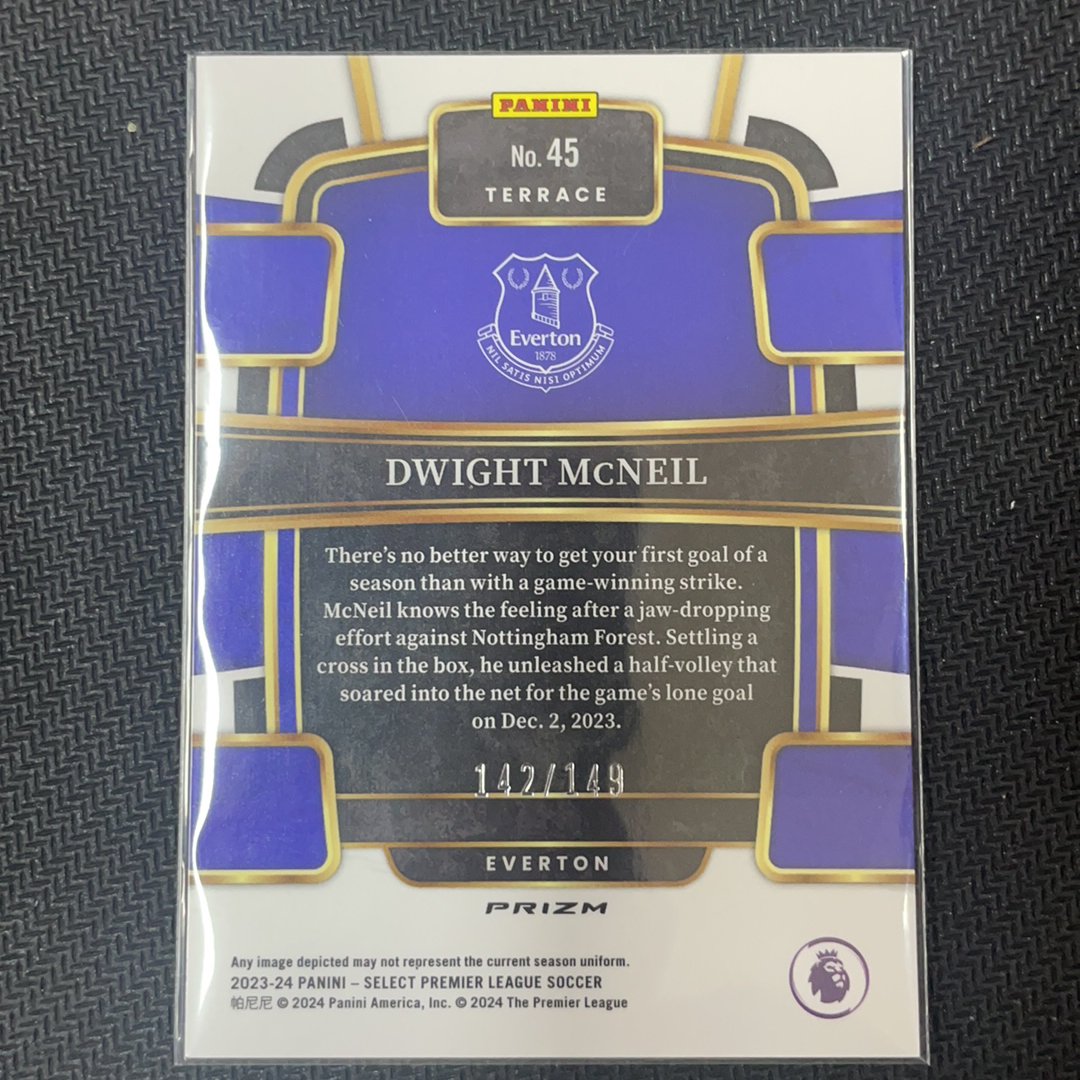 PANINI
No. 45
TERRACE
Everton
1878
NIL SATIS NISI OPTIMUM
DWIGHT McNEIL
There's no better way to get your first goal of a
season than with a game-winning strike.
McNeil knows the feeling after a jaw-dropping
effort against Nottingham Forest. Settling a
cross in the box, he unleashed a half-volley that
soared into the net for the game's lone goal
on Dec. 2, 2023.
142/149
EVERTON
PRIZM
Any image depicted may not represent the current season uniform.
2023-24 PANINI – SELECT PREMIER LEAGUE SOCCER
帕尼尼 © 2024 Panini America, Inc. © 2024 The Premier League